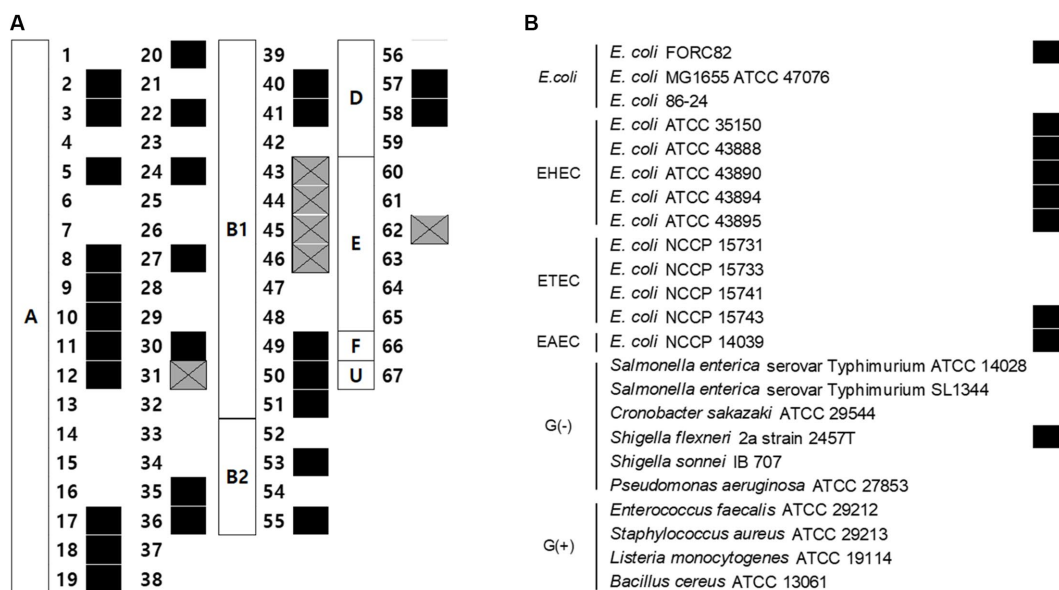 A
A
1
2
3
4
5
6
7
8
9
10
11
12
13
14
15
16
17
18
19
20
21
22
23
24
25
26
27
28
29
30
31
32
33
34
35
36
37
38
B1
B2
39
40
41
42
43
44
45
46
47
48
49
50
51
52
53
54
55
D
E
F
U
56
57
58
59
60
61
62
63
64
65
66
67
B
E.coli
E. coli FORC82
E. coli MG1655 ATCC 47076
E. coli 86-24
EHEC
E. coli ATCC 35150
E. coli ATCC 43888
E. coli ATCC 43890
E. coli ATCC 43894
E. coli ATCC 43895
ETEC
E. coli NCCP 15731
E. coli NCCP 15733
E. coli NCCP 15741
E. coli NCCP 15743
EAEC
E. coli NCCP 14039
G(-)
Salmonella enterica serovar Typhimurium ATCC 14028
Salmonella enterica serovar Typhimurium SL1344
Cronobacter sakazaki ATCC 29544
Shigella flexneri 2a strain 2457T
Shigella sonnei IB 707
Pseudomonas aeruginosa ATCC 27853
G(+)
Enterococcus faecalis ATCC 29212
Staphylococcus aureus ATCC 29213
Listeria monocytogenes ATCC 19114
Bacillus cereus ATCC 13061